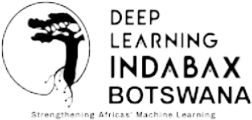 DEEP
LEARNING
INDABAX
BOTSWANA
Strengthening Africas' Machine Learning